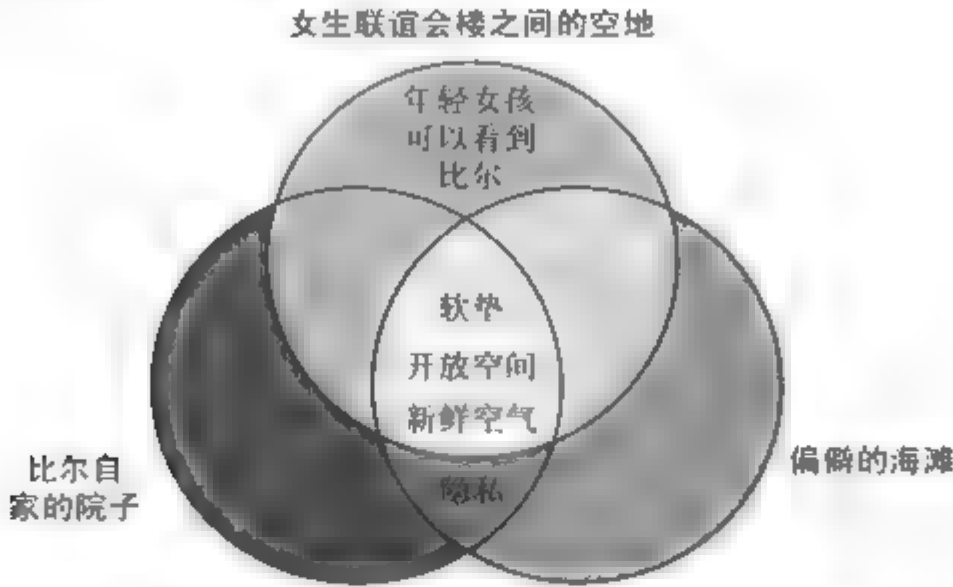 女生联谊会楼之间的空地
年轻女孩
可以看到
比尔
软垫
开放空间
新鲜空气
隐私
比尔自
家的院子
偏僻的海滩